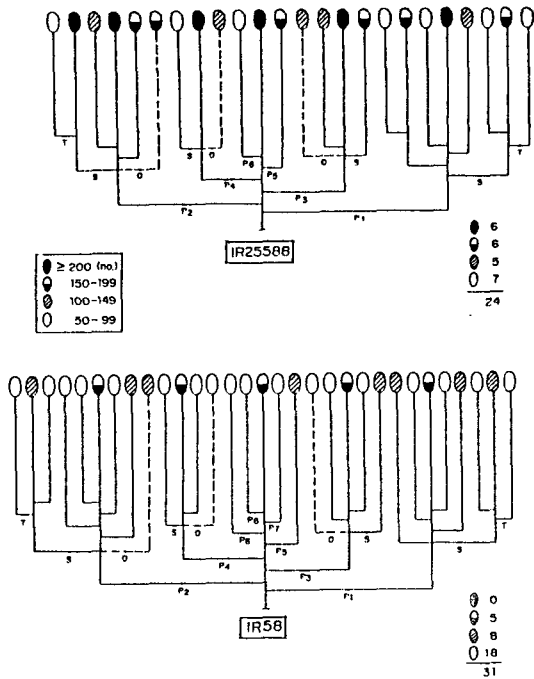 T
P6
P5
T
S O
S O
O S
S
P4
P3
P2
P1
IR25588
≥ 200 (no.)
150-199
100-149
50-99
6
6
5
7
24
T
P8
P7
T
S O
S O
P6
P5
O S
S
P4
P3
P2
P1
IR58
0
5
8
18
31